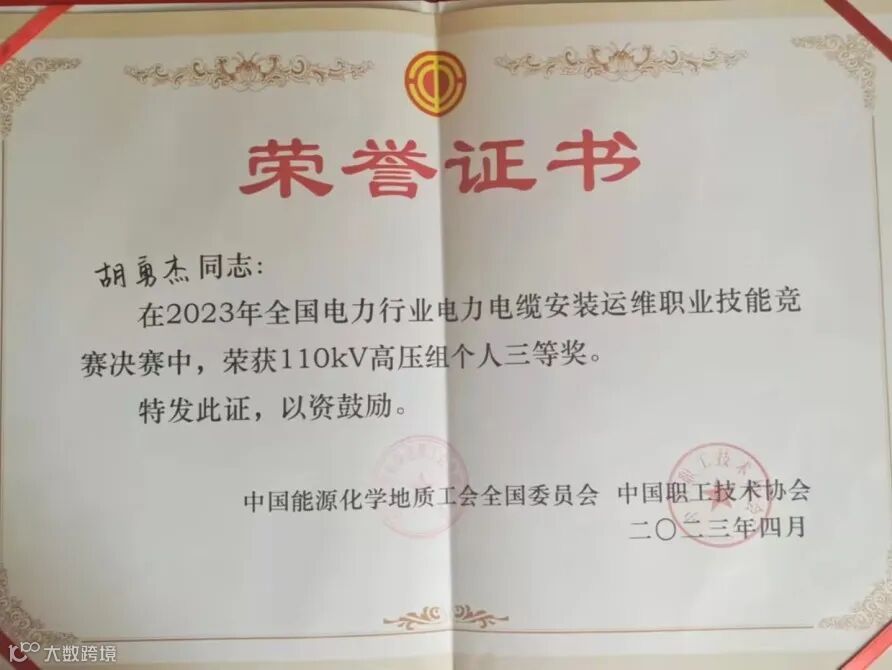 荣誉证书
胡勇杰同志：
在2023年全国电力行业电力电缆安装运维职业技能竞
赛决赛中，荣获110kV高压组个人三等奖。
特发此证，以资鼓励。
中国能源化学地质工会全国委员会 中国职工技术协会
二〇二三年四月
大数跨境